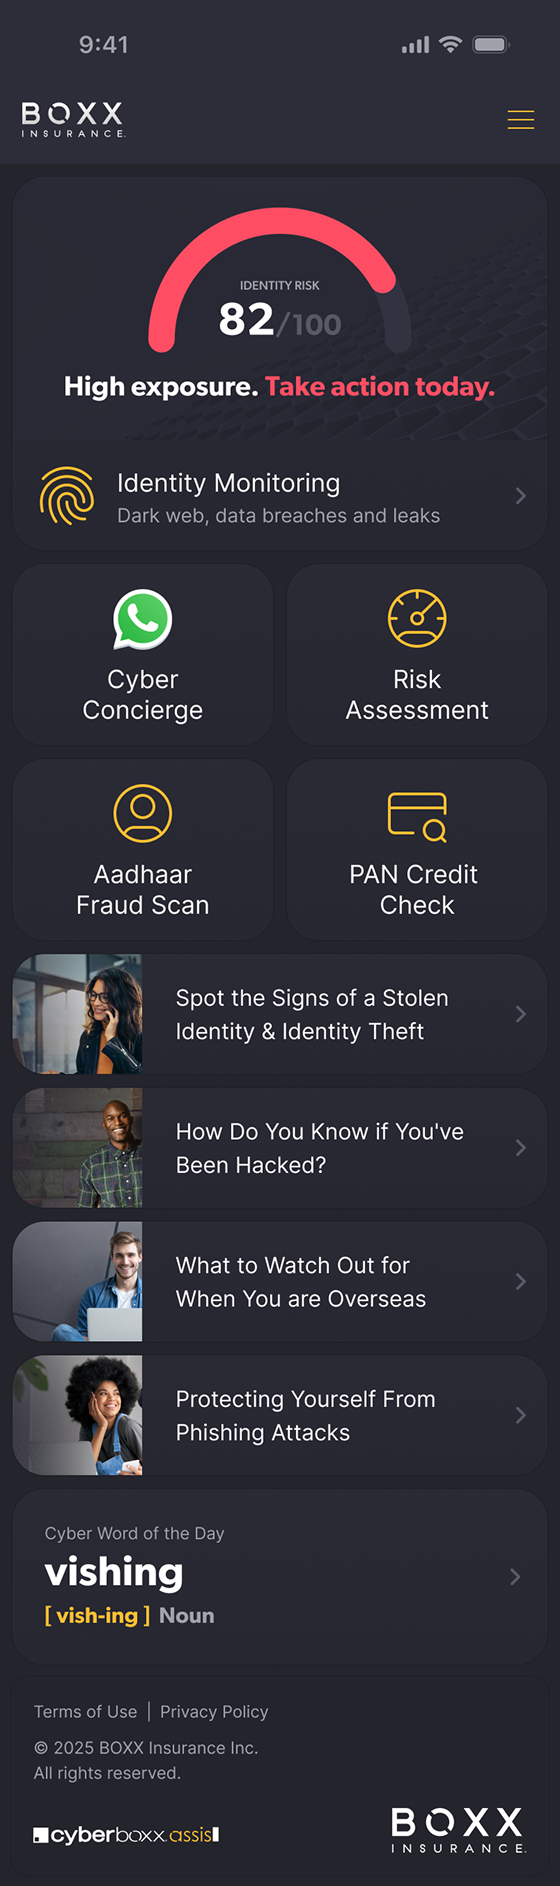 9:41
BOXX
INSURANCE.
IDENTITY RISK
82/100
High exposure. Take action today.
Identity Monitoring
Dark web, data breaches and leaks
Cyber
Concierge
Risk
Assessment
Aadhaar
Fraud Scan
PAN Credit
Check
Spot the Signs of a Stolen
Identity & Identity Theft
How Do You Know if You've
Been Hacked?
What to Watch Out for
When You are Overseas
Protecting Yourself From
Phishing Attacks
Cyber Word of the Day
vishing
[ vish-ing ] Noun
Terms of Use | Privacy Policy
© 2025 BOXX Insurance Inc.
All rights reserved.
cyberboxx assist
BOXX
INSURANCE.